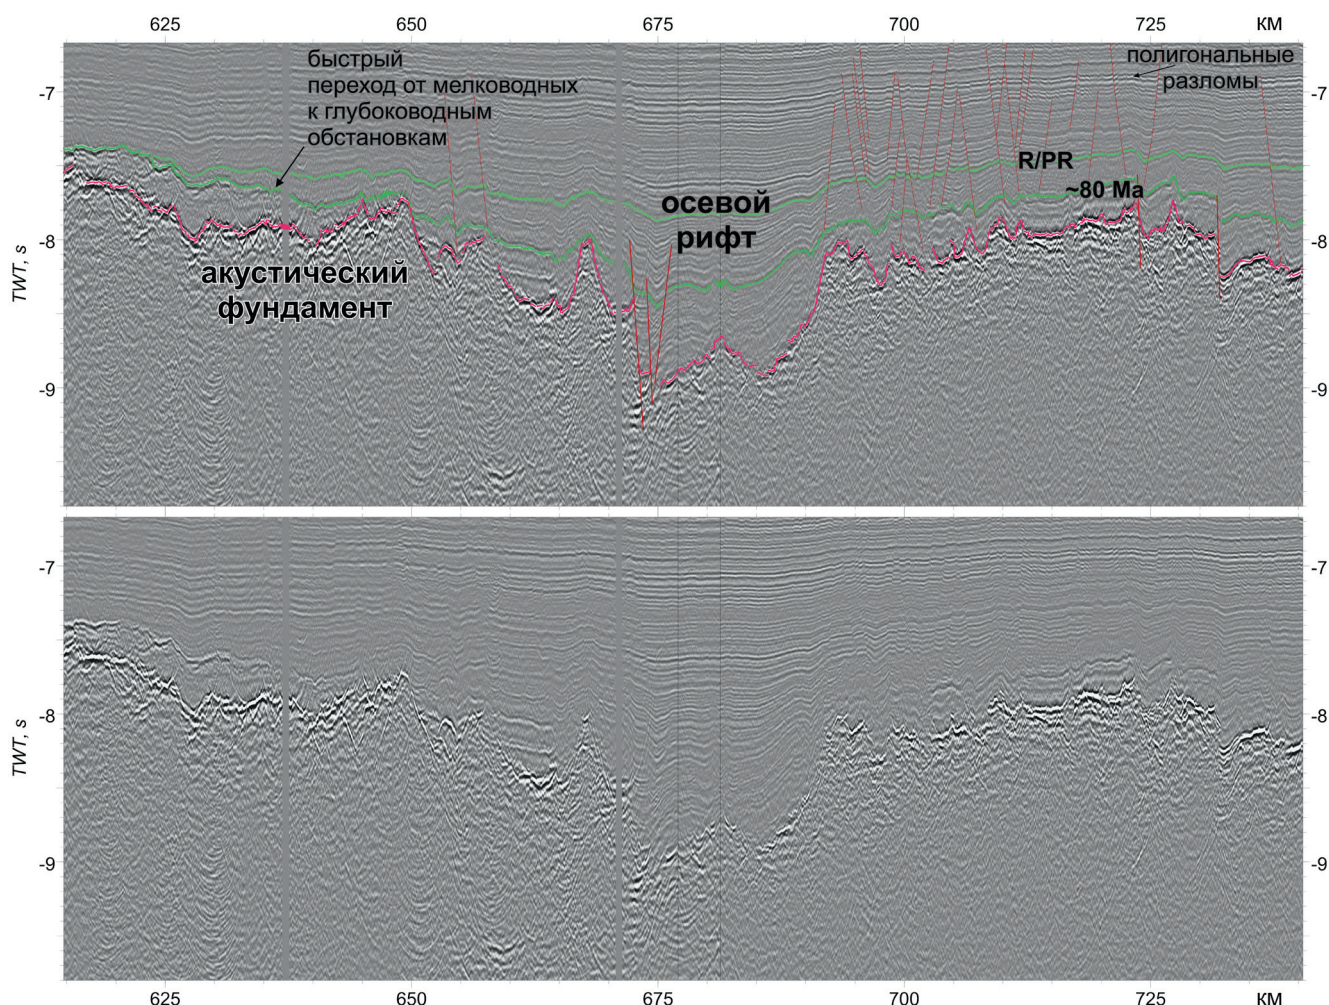 625 650 675 700 725 КМ
быстрый
переход от мелководных
к глубоководным
обстановкам
полигональные
разломы
-7 -7
R/PR
~80 Ma
осевой
рифт
-8 -8
TWT, s
акустический
фундамент
-9 -9
-7 -7
-8 -8
TWT, s
-9 -9
625 650 675 700 725 КМ